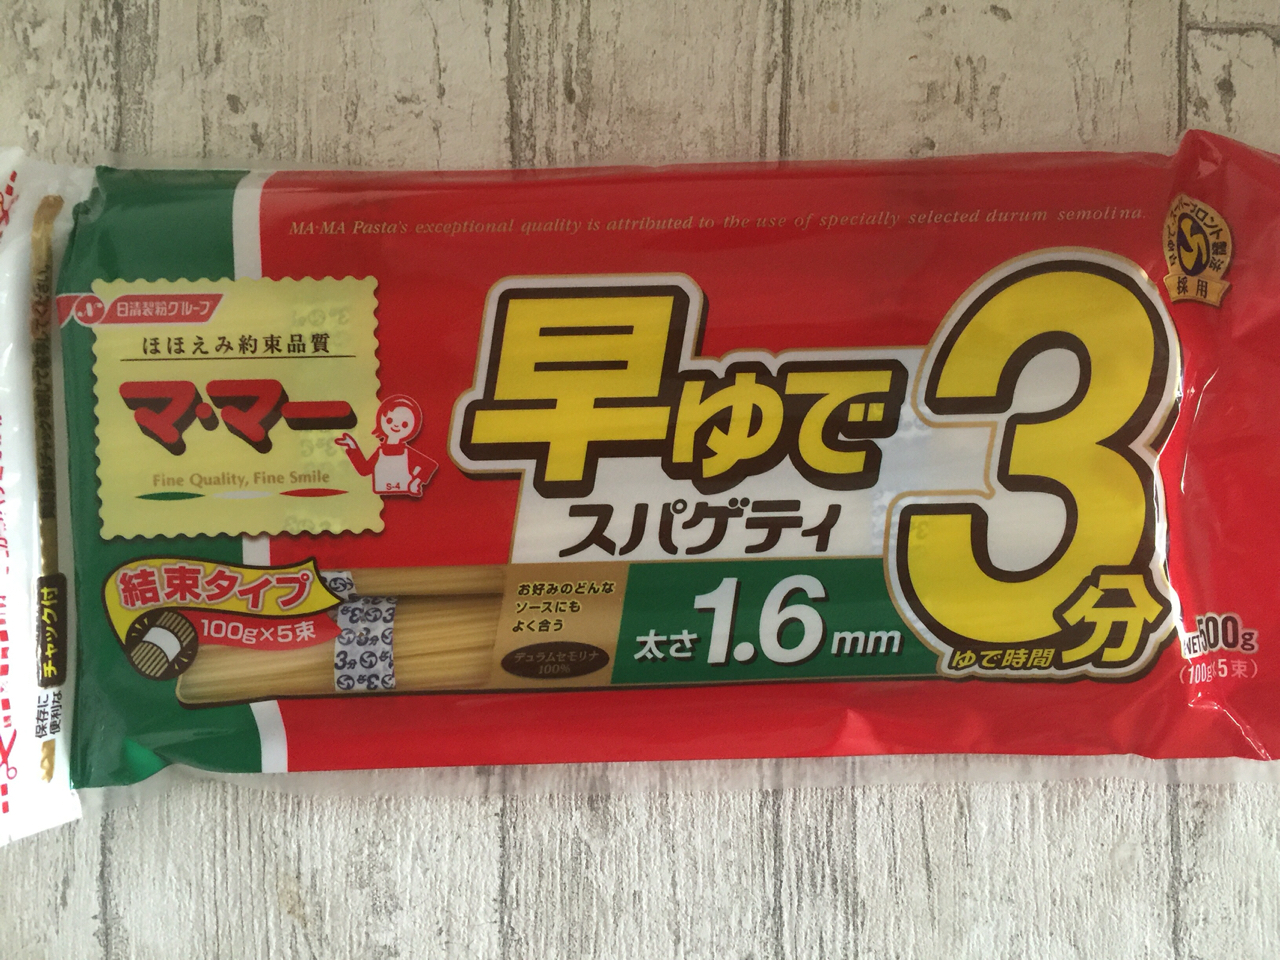 MA·MA Pasta's exceptional quality is attributed to the use of specially selected durum semolina.
日清製粉グループ
ほほえみ約束品質
マ・マー
Fine Quality, Fine Smile
S-4
早ゆで
スパゲティ
3分
ゆで時間
太さ1.6mm
お好みのどんな
ソースにも
よく合う
デュラムセモリナ
100%
結束タイプ
100g×5束
3分
NET500g
(100g×5束)
採用
チャック付
保存に
便利な